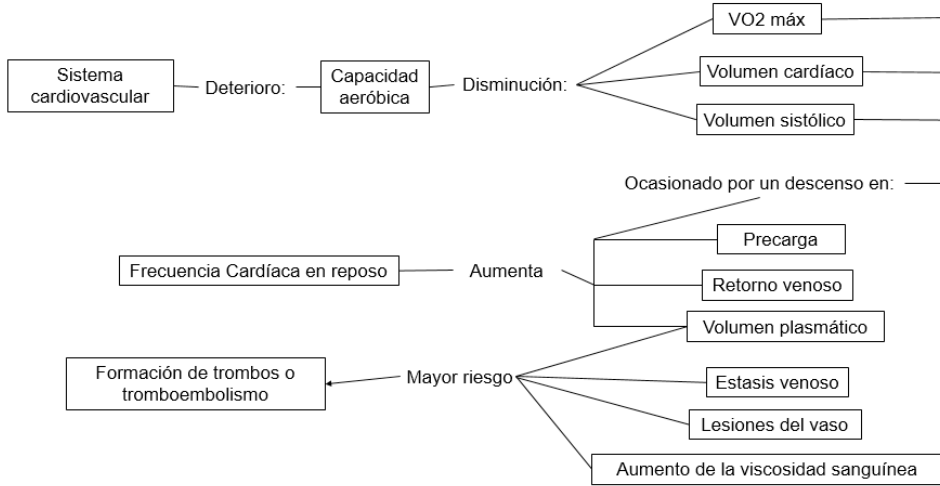 Sistema
cardiovascular
Deterioro:
Capacidad
aeróbica
Disminución:
VO2 máx
Volumen cardíaco
Volumen sistólico
Ocasionado por un descenso en:
Precarga
Frecuencia Cardíaca en reposo
Aumenta
Retorno venoso
Volumen plasmático
Formación de trombos o
tromboembolismo
Mayor riesgo
Estasis venoso
Lesiones del vaso
Aumento de la viscosidad sanguínea